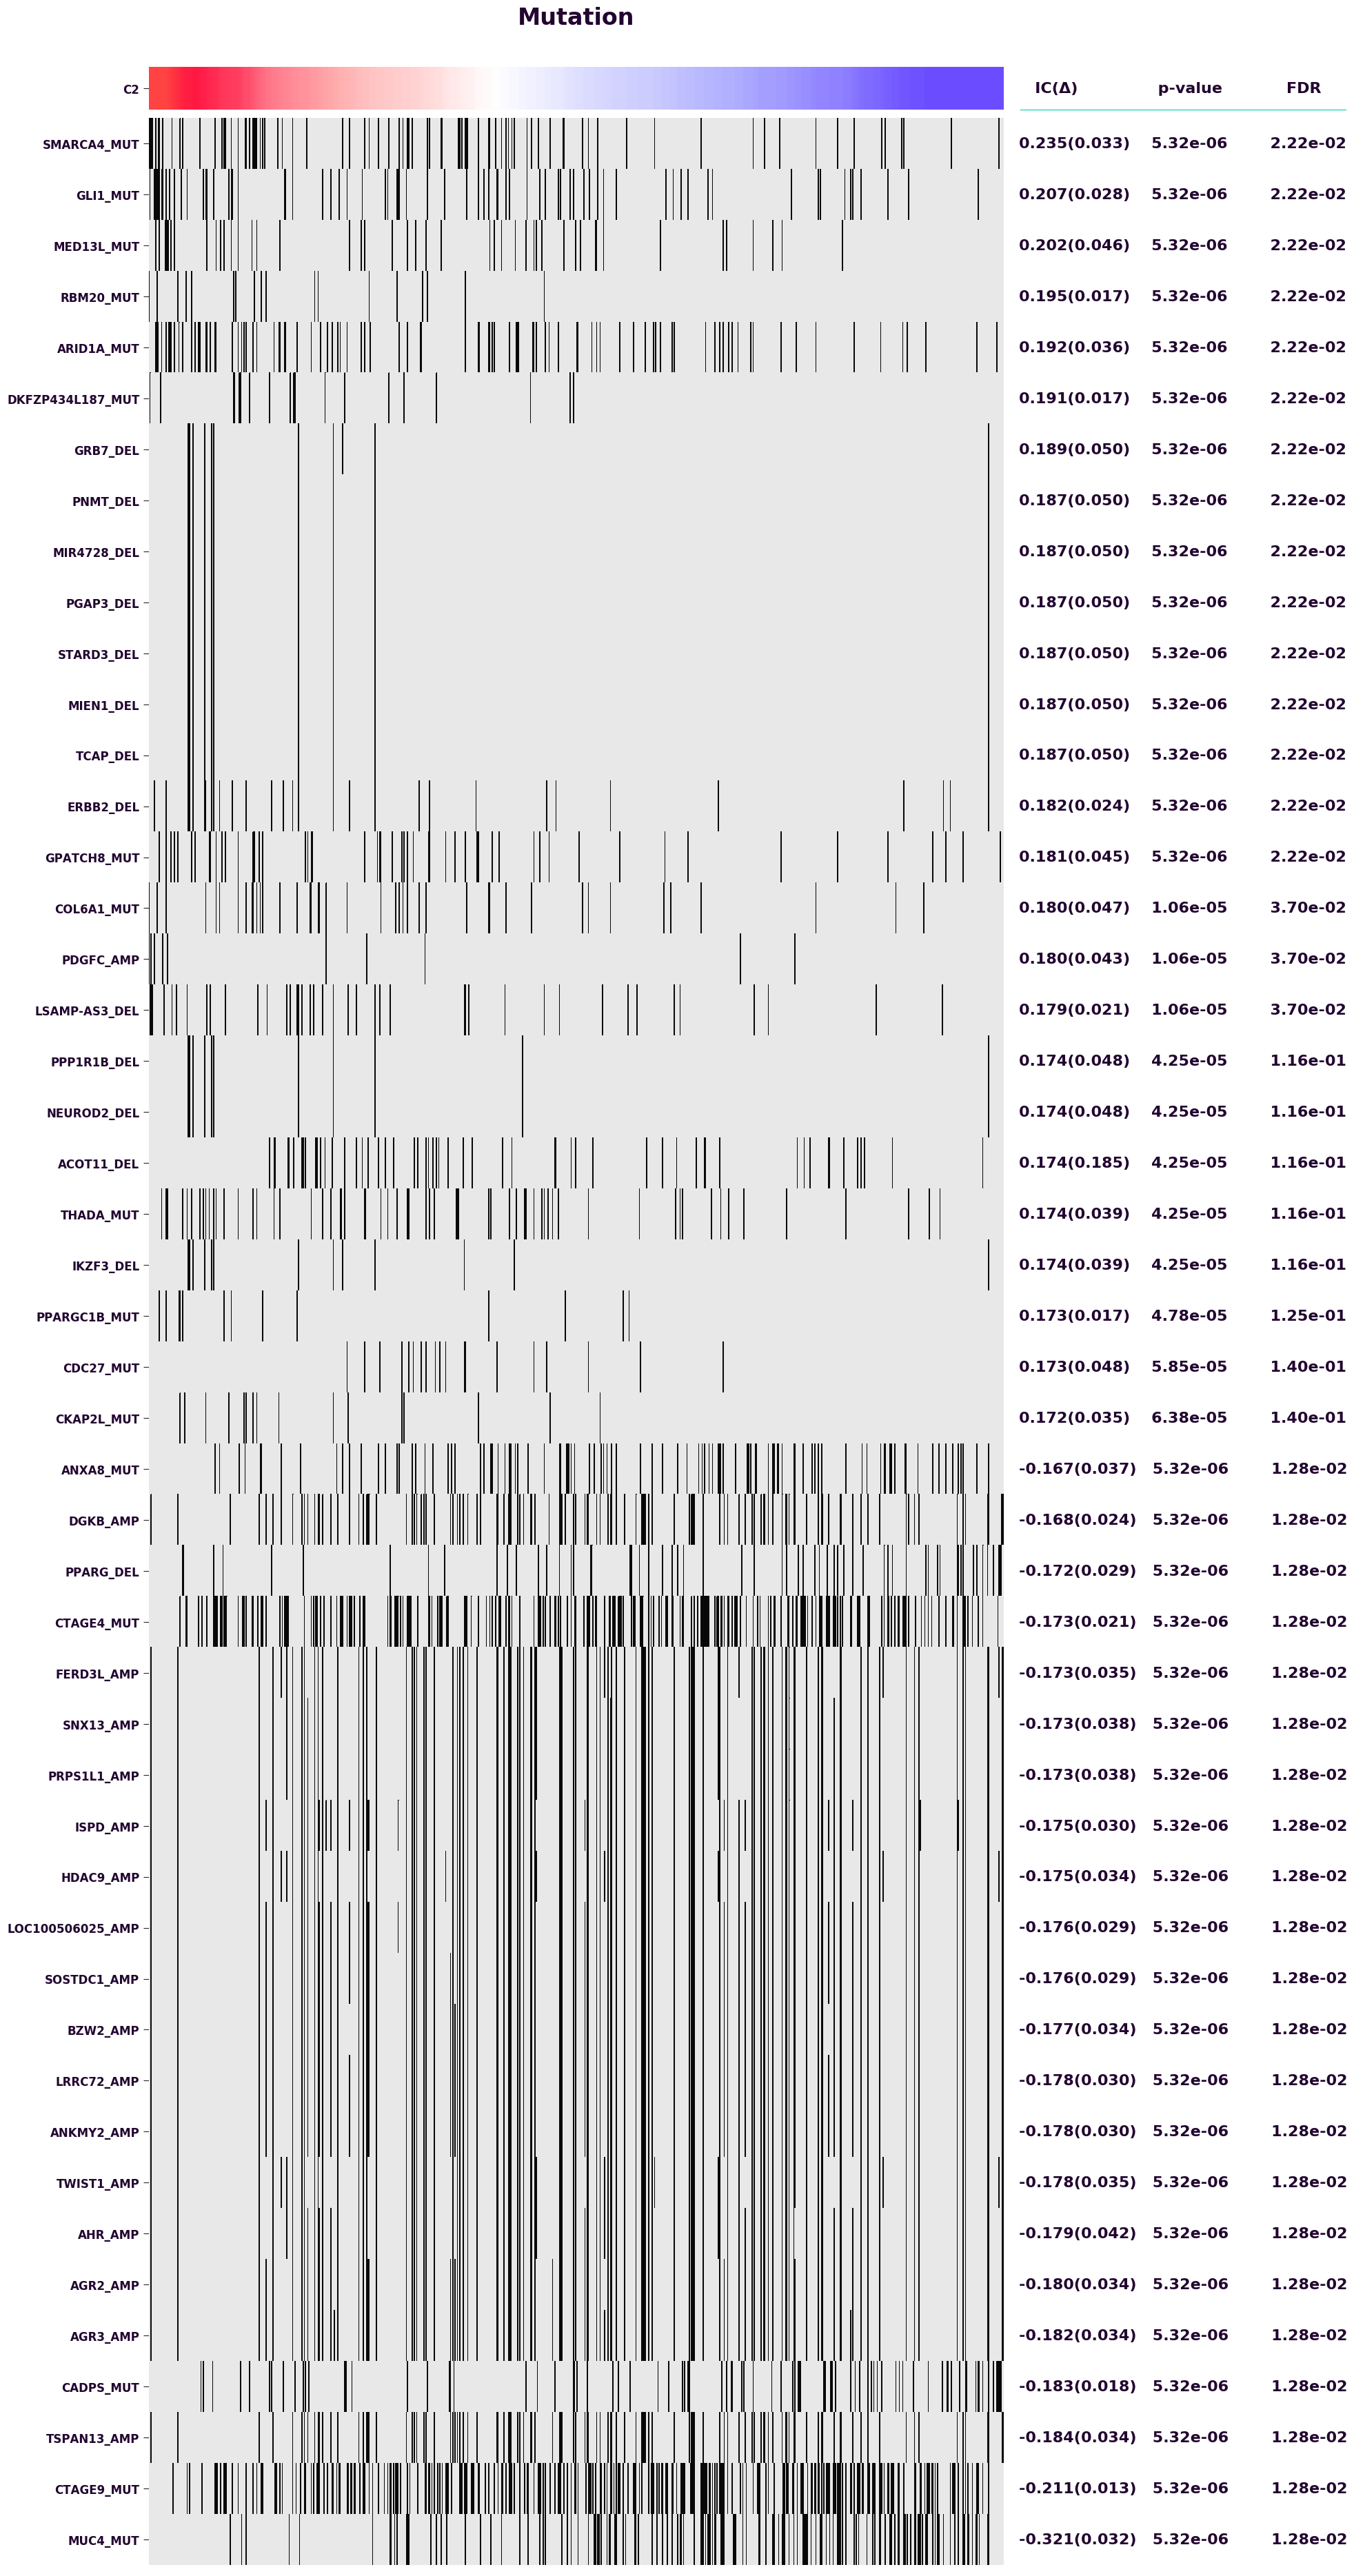 Mutation
C2 IC(Δ) p-value FDR
SMARCA4_MUT 0.235(0.033) 5.32e-06 2.22e-02
GLI1_MUT 0.207(0.028) 5.32e-06 2.22e-02
MED13L_MUT 0.202(0.046) 5.32e-06 2.22e-02
RBM20_MUT 0.195(0.017) 5.32e-06 2.22e-02
ARID1A_MUT 0.192(0.036) 5.32e-06 2.22e-02
DKFZP434L187_MUT 0.191(0.017) 5.32e-06 2.22e-02
GRB7_DEL 0.189(0.050) 5.32e-06 2.22e-02
PNMT_DEL 0.187(0.050) 5.32e-06 2.22e-02
MIR4728_DEL 0.187(0.050) 5.32e-06 2.22e-02
PGAP3_DEL 0.187(0.050) 5.32e-06 2.22e-02
STARD3_DEL 0.187(0.050) 5.32e-06 2.22e-02
MIEN1_DEL 0.187(0.050) 5.32e-06 2.22e-02
TCAP_DEL 0.187(0.050) 5.32e-06 2.22e-02
ERBB2_DEL 0.182(0.024) 5.32e-06 2.22e-02
GPATCH8_MUT 0.181(0.045) 5.32e-06 2.22e-02
COL6A1_MUT 0.180(0.047) 1.06e-05 3.70e-02
PDGFC_AMP 0.180(0.043) 1.06e-05 3.70e-02
LSAMP-AS3_DEL 0.179(0.021) 1.06e-05 3.70e-02
PPP1R1B_DEL 0.174(0.048) 4.25e-05 1.16e-01
NEUROD2_DEL 0.174(0.048) 4.25e-05 1.16e-01
ACOT11_DEL 0.174(0.185) 4.25e-05 1.16e-01
THADA_MUT 0.174(0.039) 4.25e-05 1.16e-01
IKZF3_DEL 0.174(0.039) 4.25e-05 1.16e-01
PPARGC1B_MUT 0.173(0.017) 4.78e-05 1.25e-01
CDC27_MUT 0.173(0.048) 5.85e-05 1.40e-01
CKAP2L_MUT 0.172(0.035) 6.38e-05 1.40e-01
ANXA8_MUT -0.167(0.037) 5.32e-06 1.28e-02
DGKB_AMP -0.168(0.024) 5.32e-06 1.28e-02
PPARG_DEL -0.172(0.029) 5.32e-06 1.28e-02
CTAGE4_MUT -0.173(0.021) 5.32e-06 1.28e-02
FERD3L_AMP -0.173(0.035) 5.32e-06 1.28e-02
SNX13_AMP -0.173(0.038) 5.32e-06 1.28e-02
PRPS1L1_AMP -0.173(0.038) 5.32e-06 1.28e-02
ISPD_AMP -0.175(0.030) 5.32e-06 1.28e-02
HDAC9_AMP -0.175(0.034) 5.32e-06 1.28e-02
LOC100506025_AMP -0.176(0.029) 5.32e-06 1.28e-02
SOSTDC1_AMP -0.176(0.029) 5.32e-06 1.28e-02
BZW2_AMP -0.177(0.034) 5.32e-06 1.28e-02
LRRC72_AMP -0.178(0.030) 5.32e-06 1.28e-02
ANKMY2_AMP -0.178(0.030) 5.32e-06 1.28e-02
TWIST1_AMP -0.178(0.035) 5.32e-06 1.28e-02
AHR_AMP -0.179(0.042) 5.32e-06 1.28e-02
AGR2_AMP -0.180(0.034) 5.32e-06 1.28e-02
AGR3_AMP -0.182(0.034) 5.32e-06 1.28e-02
CADPS_MUT -0.183(0.018) 5.32e-06 1.28e-02
TSPAN13_AMP -0.184(0.034) 5.32e-06 1.28e-02
CTAGE9_MUT -0.211(0.013) 5.32e-06 1.28e-02
MUC4_MUT -0.321(0.032) 5.32e-06 1.28e-02